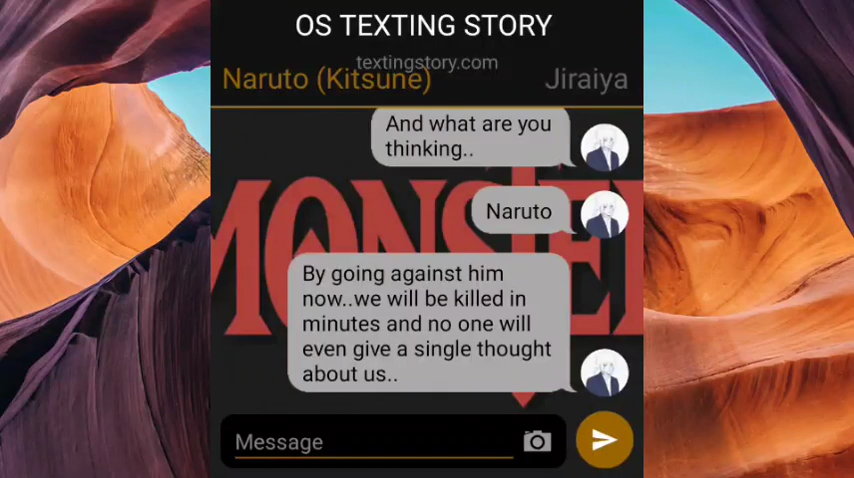 OS TEXTING STORY
textingstory.com
Naruto (Kitsune)
Jiraiya
And what are you
thinking..
Naruto
By going against him
now..we will be killed in
minutes and no one will
even give a single thought
about us..
MONSTE
Message